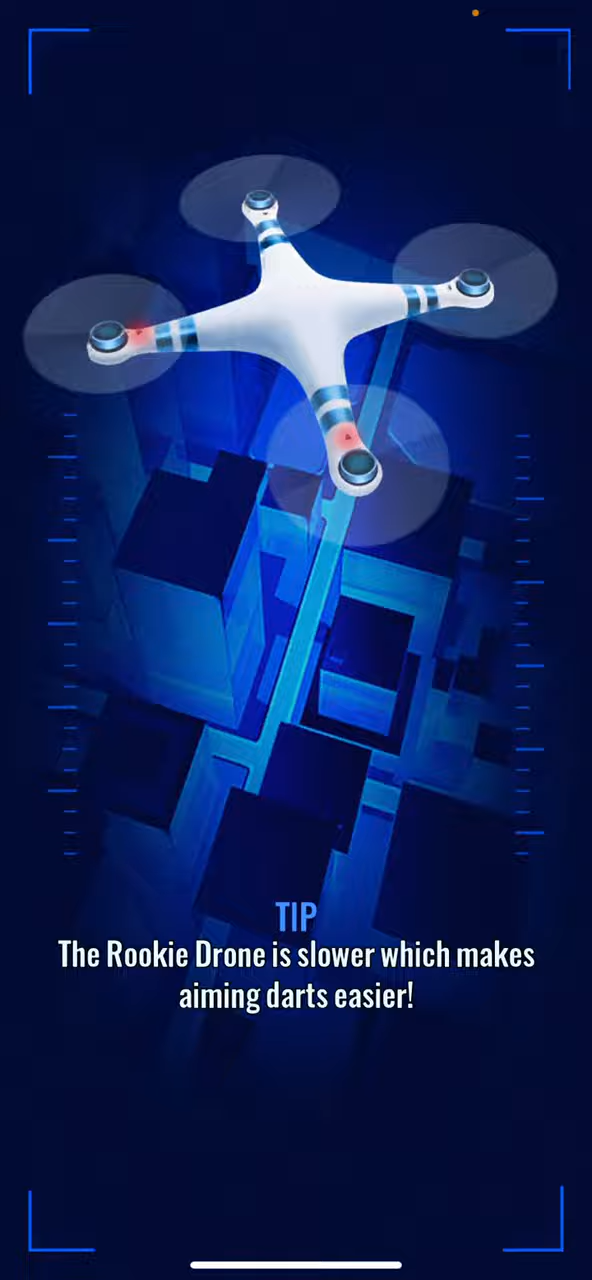 TIP
The Rookie Drone is slower which makes
aiming darts easier!